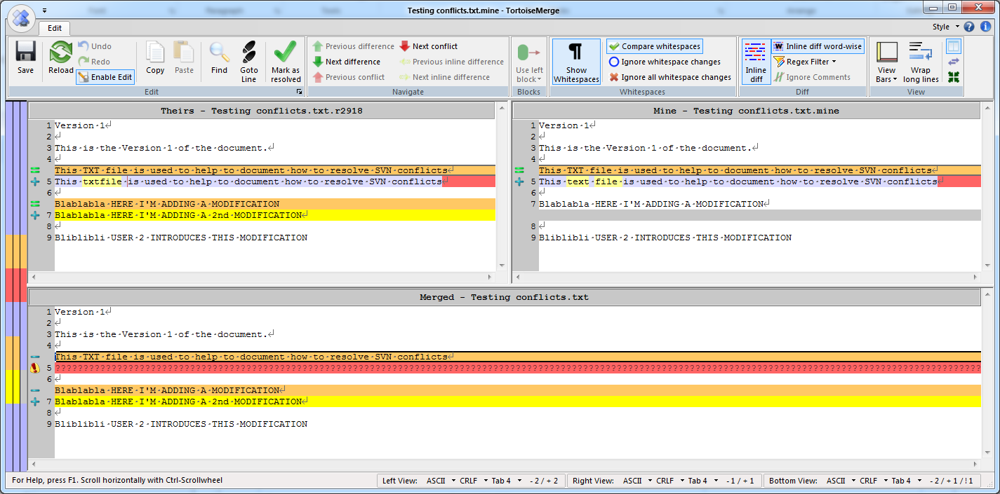 Testing conflicts.txt.mine - TortoiseMerge
Edit
Style
Save
Reload
Undo
Redo
Enable Edit
Copy
Paste
Find
Goto Line
Mark as resolved
Edit
Previous difference
Next difference
Previous conflict
Next conflict
Previous inline difference
Next inline difference
Navigate
Use left block
Blocks
Show Whitespaces
Compare whitespaces
Ignore whitespace changes
Ignore all whitespace changes
Whitespaces
Inline diff
Inline diff word-wise
Regex Filter
Ignore Comments
Diff
View Bars
Wrap long lines
View
Theirs - Testing conflicts.txt.r2918
1 Version·1↵
2 ↵
3 This·is·the·Version·1·of·the·document.↵
4 ↵
This·TXT·file·is·used·to·help·to·document·how·to·resolve·SVN·conflicts↵
5 This·txtfile·is·used·to·help·to·document·how·to·resolve·SVN·conflicts↵
6 ↵
Blablabla·HERE·I'M·ADDING·A·MODIFICATION
7 Blablabla·HERE·I'M·ADDING·A·2nd·MODIFICATION↵
8 ↵
9 Bliblibli·USER·2·INTRODUCES·THIS·MODIFICATION
Mine - Testing conflicts.txt.mine
1 Version·1↵
2 ↵
3 This·is·the·Version·1·of·the·document.↵
4 ↵
This·TXT·file·is·used·to·help·to·document·how·to·resolve·SVN·conflicts↵
5 This·text·file·is·used·to·help·to·document·how·to·resolve·SVN·conflicts↵
6 ↵
7 Blablabla·HERE·I'M·ADDING·A·MODIFICATION↵
8 ↵
9 Bliblibli·USER·2·INTRODUCES·THIS·MODIFICATION
Merged - Testing conflicts.txt
1 Version·1↵
2 ↵
3 This·is·the·Version·1·of·the·document.↵
4 ↵
This·TXT·file·is·used·to·help·to·document·how·to·resolve·SVN·conflicts↵
5
6 ↵
Blablabla·HERE·I'M·ADDING·A·MODIFICATION↵
7 Blablabla·HERE·I'M·ADDING·A·2nd·MODIFICATION↵
8 ↵
9 Bliblibli·USER·2·INTRODUCES·THIS·MODIFICATION
For Help, press F1. Scroll horizontally with Ctrl-Scrollwheel
Left View: ASCII CRLF Tab 4 - 2 / + 2
Right View: ASCII CRLF Tab 4 - 1 / + 1
Bottom View: ASCII CRLF Tab 4 - 2 / + 1 / ! 1